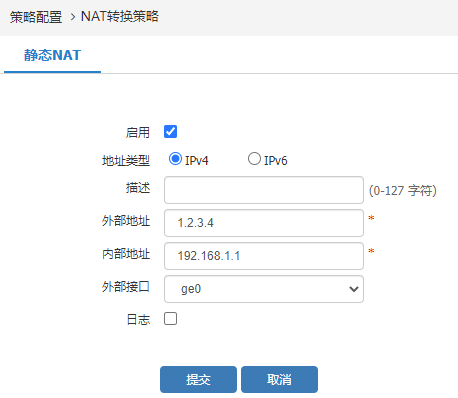 策略配置 > NAT转换策略
静态NAT
启用
地址类型 IPv4 IPv6
描述 (0-127 字符)
外部地址 1.2.3.4 *
内部地址 192.168.1.1 *
外部接口 ge0
日志
提交 取消